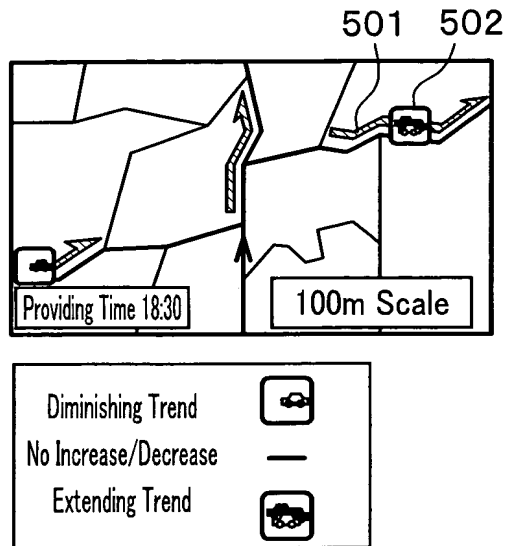 501 502
Providing Time 18:30
100m Scale
Diminishing Trend
No Increase/Decrease
Extending Trend